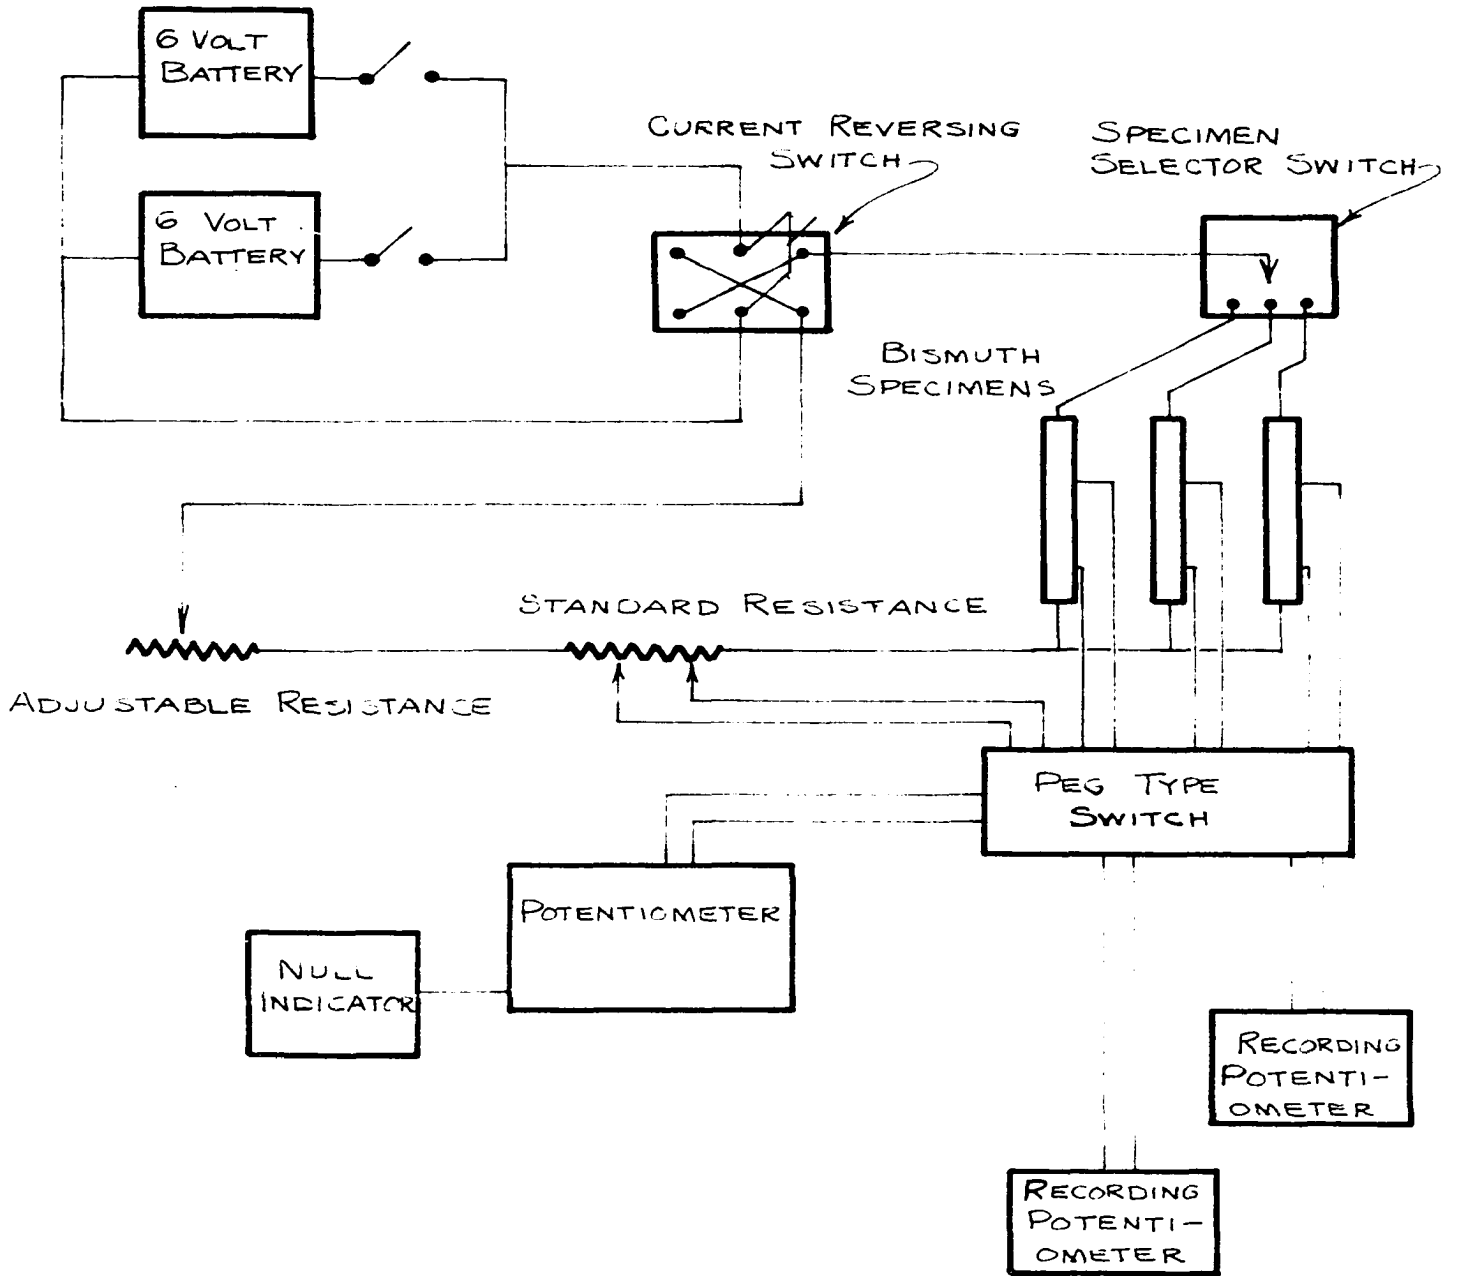 6 VOLT
BATTERY
6 VOLT
BATTERY
CURRENT REVERSING
SWITCH
SPECIMEN
SELECTOR SWITCH
BISMUTH
SPECIMENS
STANDARD RESISTANCE
ADJUSTABLE RESISTANCE
PEG TYPE
SWITCH
POTENTIOMETER
NULL
INDICATOR
RECORDING
POTENTI-
OMETER
RECORDING
POTENTI-
OMETER